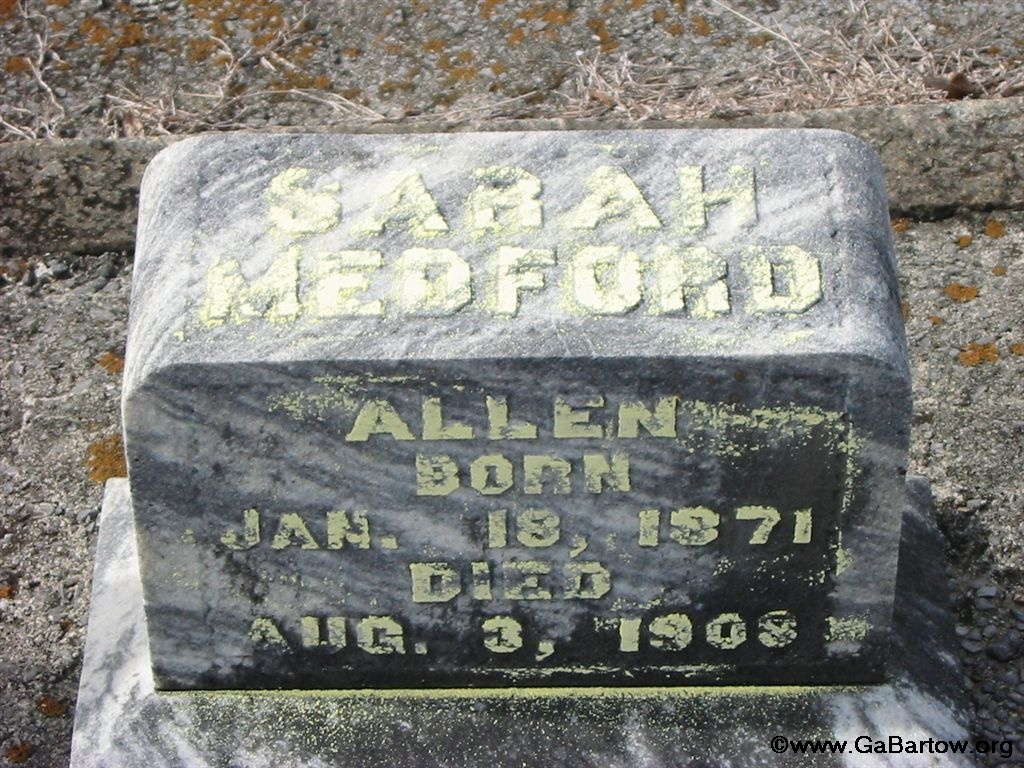 SARAH
MEDFORD
ALLEN
BORN
JAN. 18, 1871
DIED
AUG. 3, 1908
©www.GaBartow.org